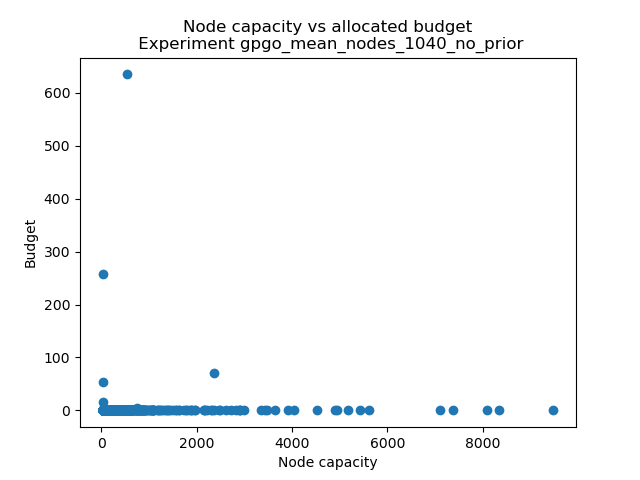 Node capacity vs allocated budget
Experiment gpgo_mean_nodes_1040_no_prior
600
500
400
300
200
100
0
Budget
0 2000 4000 6000 8000
Node capacity